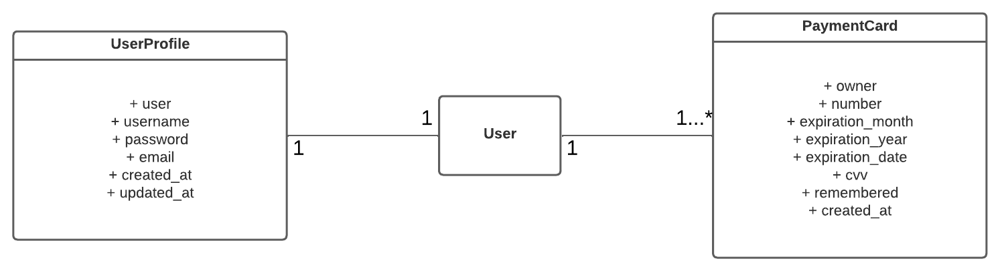 UserProfile
+ user
+ username
+ password
+ email
+ created_at
+ updated_at
1
1
User
1
1...*
PaymentCard
+ owner
+ number
+ expiration_month
+ expiration_year
+ expiration_date
+ cvv
+ remembered
+ created_at